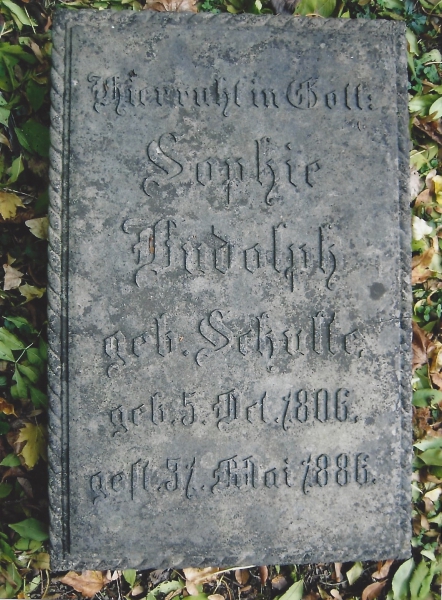 Hier ruht in Gott:
Sophie
Rudolph
geb. Schulte.
geb. 5. Oct. 1806.
gest. 31. Mai 1886.